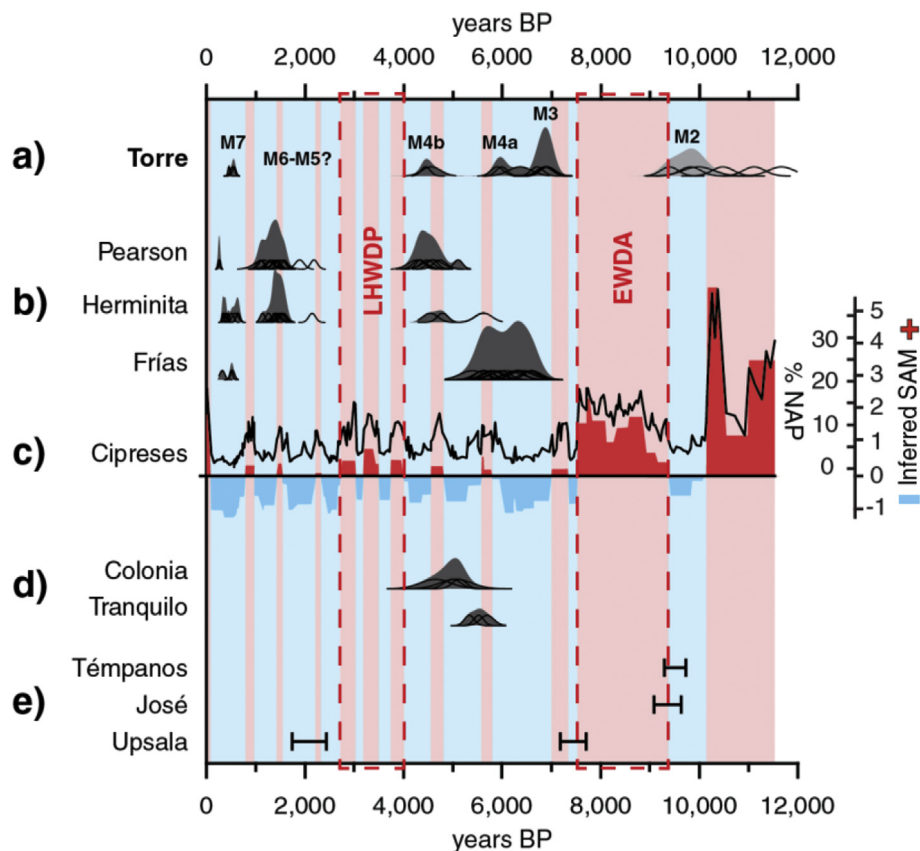 years BP
0 2,000 4,000 6,000 8,000 10,000 12,000
a) Torre M7 M6-M5? M4b M4a M3 M2
Pearson
b) Herminita
Frías
LHWDP
EWDA
c) Cipreses
30
20
10
0
% NAP
5
4
3
2
1
0
-1
Inferred SAM +
d) Colonia
Tranquilo
Témpanos
e) José
Upsala
0 2,000 4,000 6,000 8,000 10,000 12,000
years BP